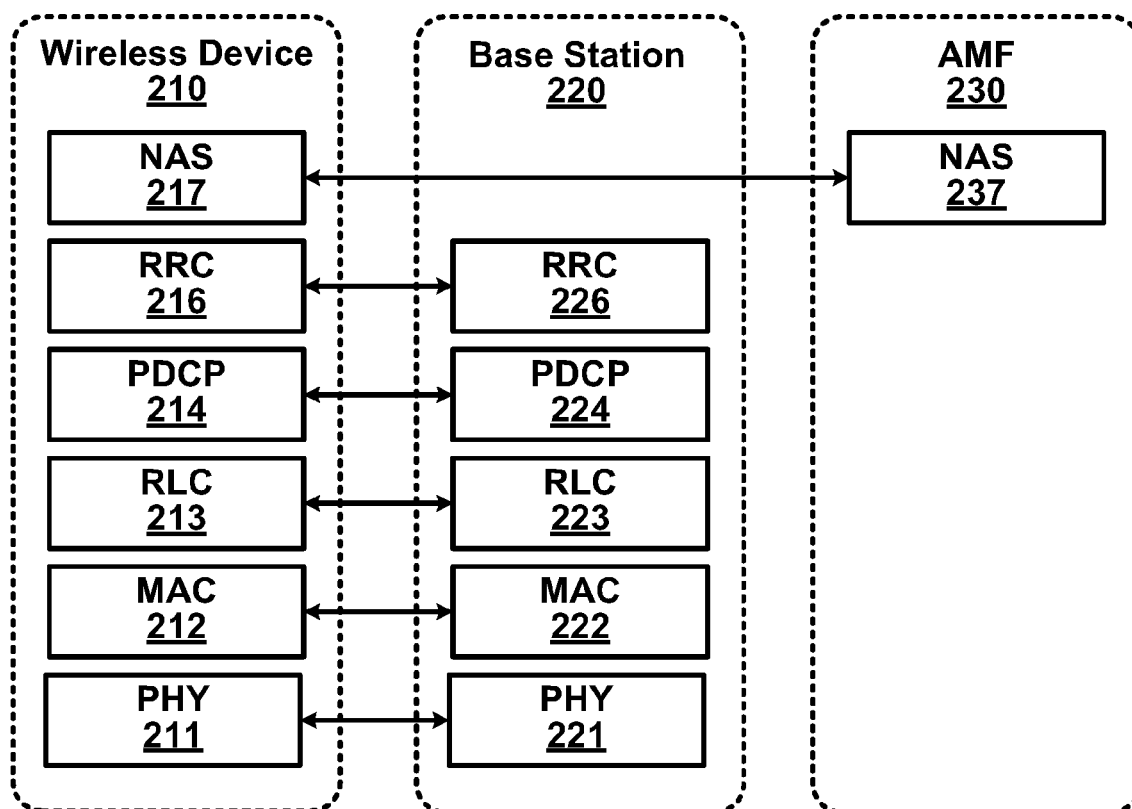 Wireless Device
210
Base Station
220
AMF
230
NAS
217
NAS
237
RRC
216
RRC
226
PDCP
214
PDCP
224
RLC
213
RLC
223
MAC
212
MAC
222
PHY
211
PHY
221